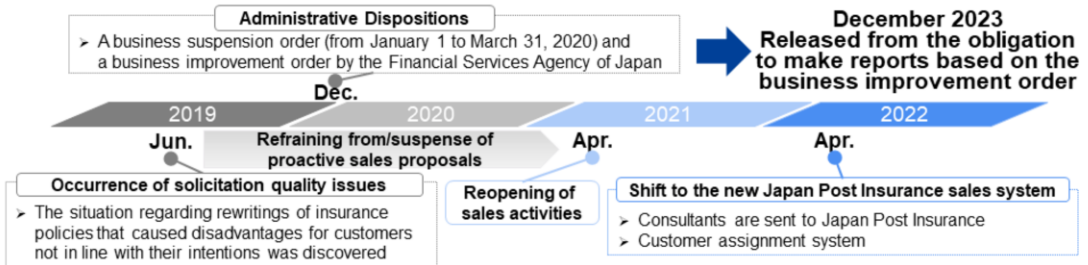 Administrative Dispositions
➢ A business suspension order (from January 1 to March 31, 2020) and
a business improvement order by the Financial Services Agency of Japan
December 2023
Released from the obligation
to make reports based on the
business improvement order
Dec.
2019
2020
2021
2022
Jun.
Refraining from/suspense of
proactive sales proposals
Apr.
Apr.
Occurrence of solicitation quality issues
➢ The situation regarding rewritings of insurance
policies that caused disadvantages for customers
not in line with their intentions was discovered
Reopening of
sales activities
Shift to the new Japan Post Insurance sales system
➢ Consultants are sent to Japan Post Insurance
➢ Customer assignment system